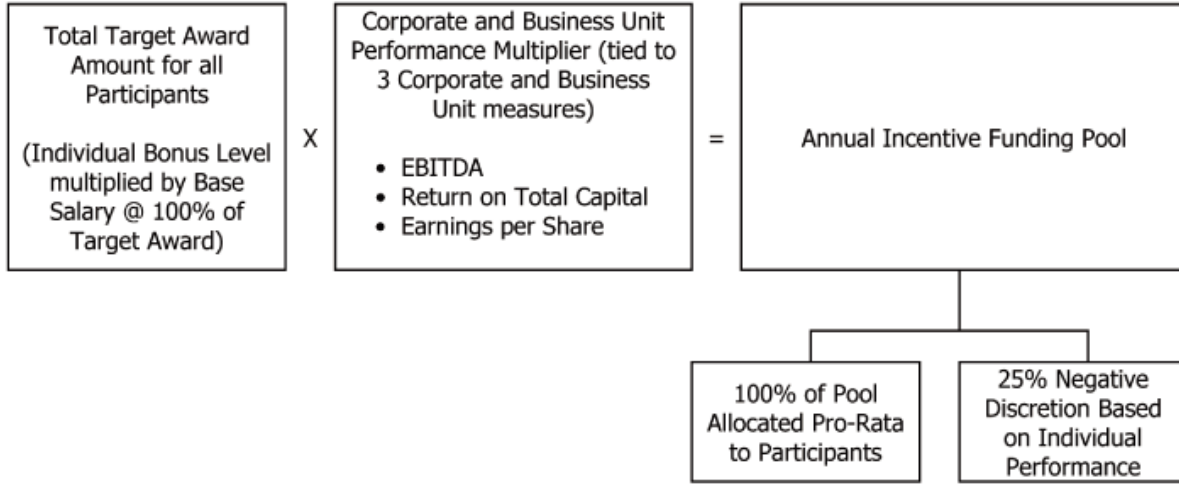 Total Target Award
Amount for all
Participants
(Individual Bonus Level
multiplied by Base
Salary @ 100% of
Target Award)
X
Corporate and Business Unit
Performance Multiplier (tied to
3 Corporate and Business
Unit measures)
• EBITDA
• Return on Total Capital
• Earnings per Share
=
Annual Incentive Funding Pool
100% of Pool
Allocated Pro-Rata
to Participants
25% Negative
Discretion Based
on Individual
Performance